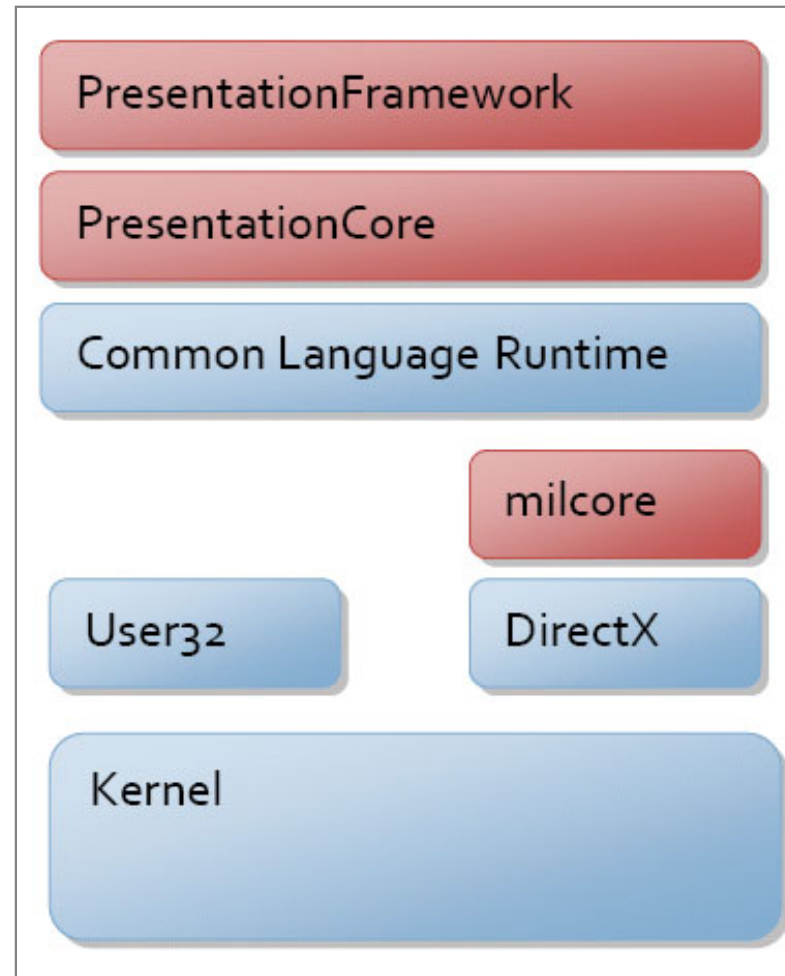 PresentationFramework
PresentationCore
Common Language Runtime
milcore
User32
DirectX
Kernel